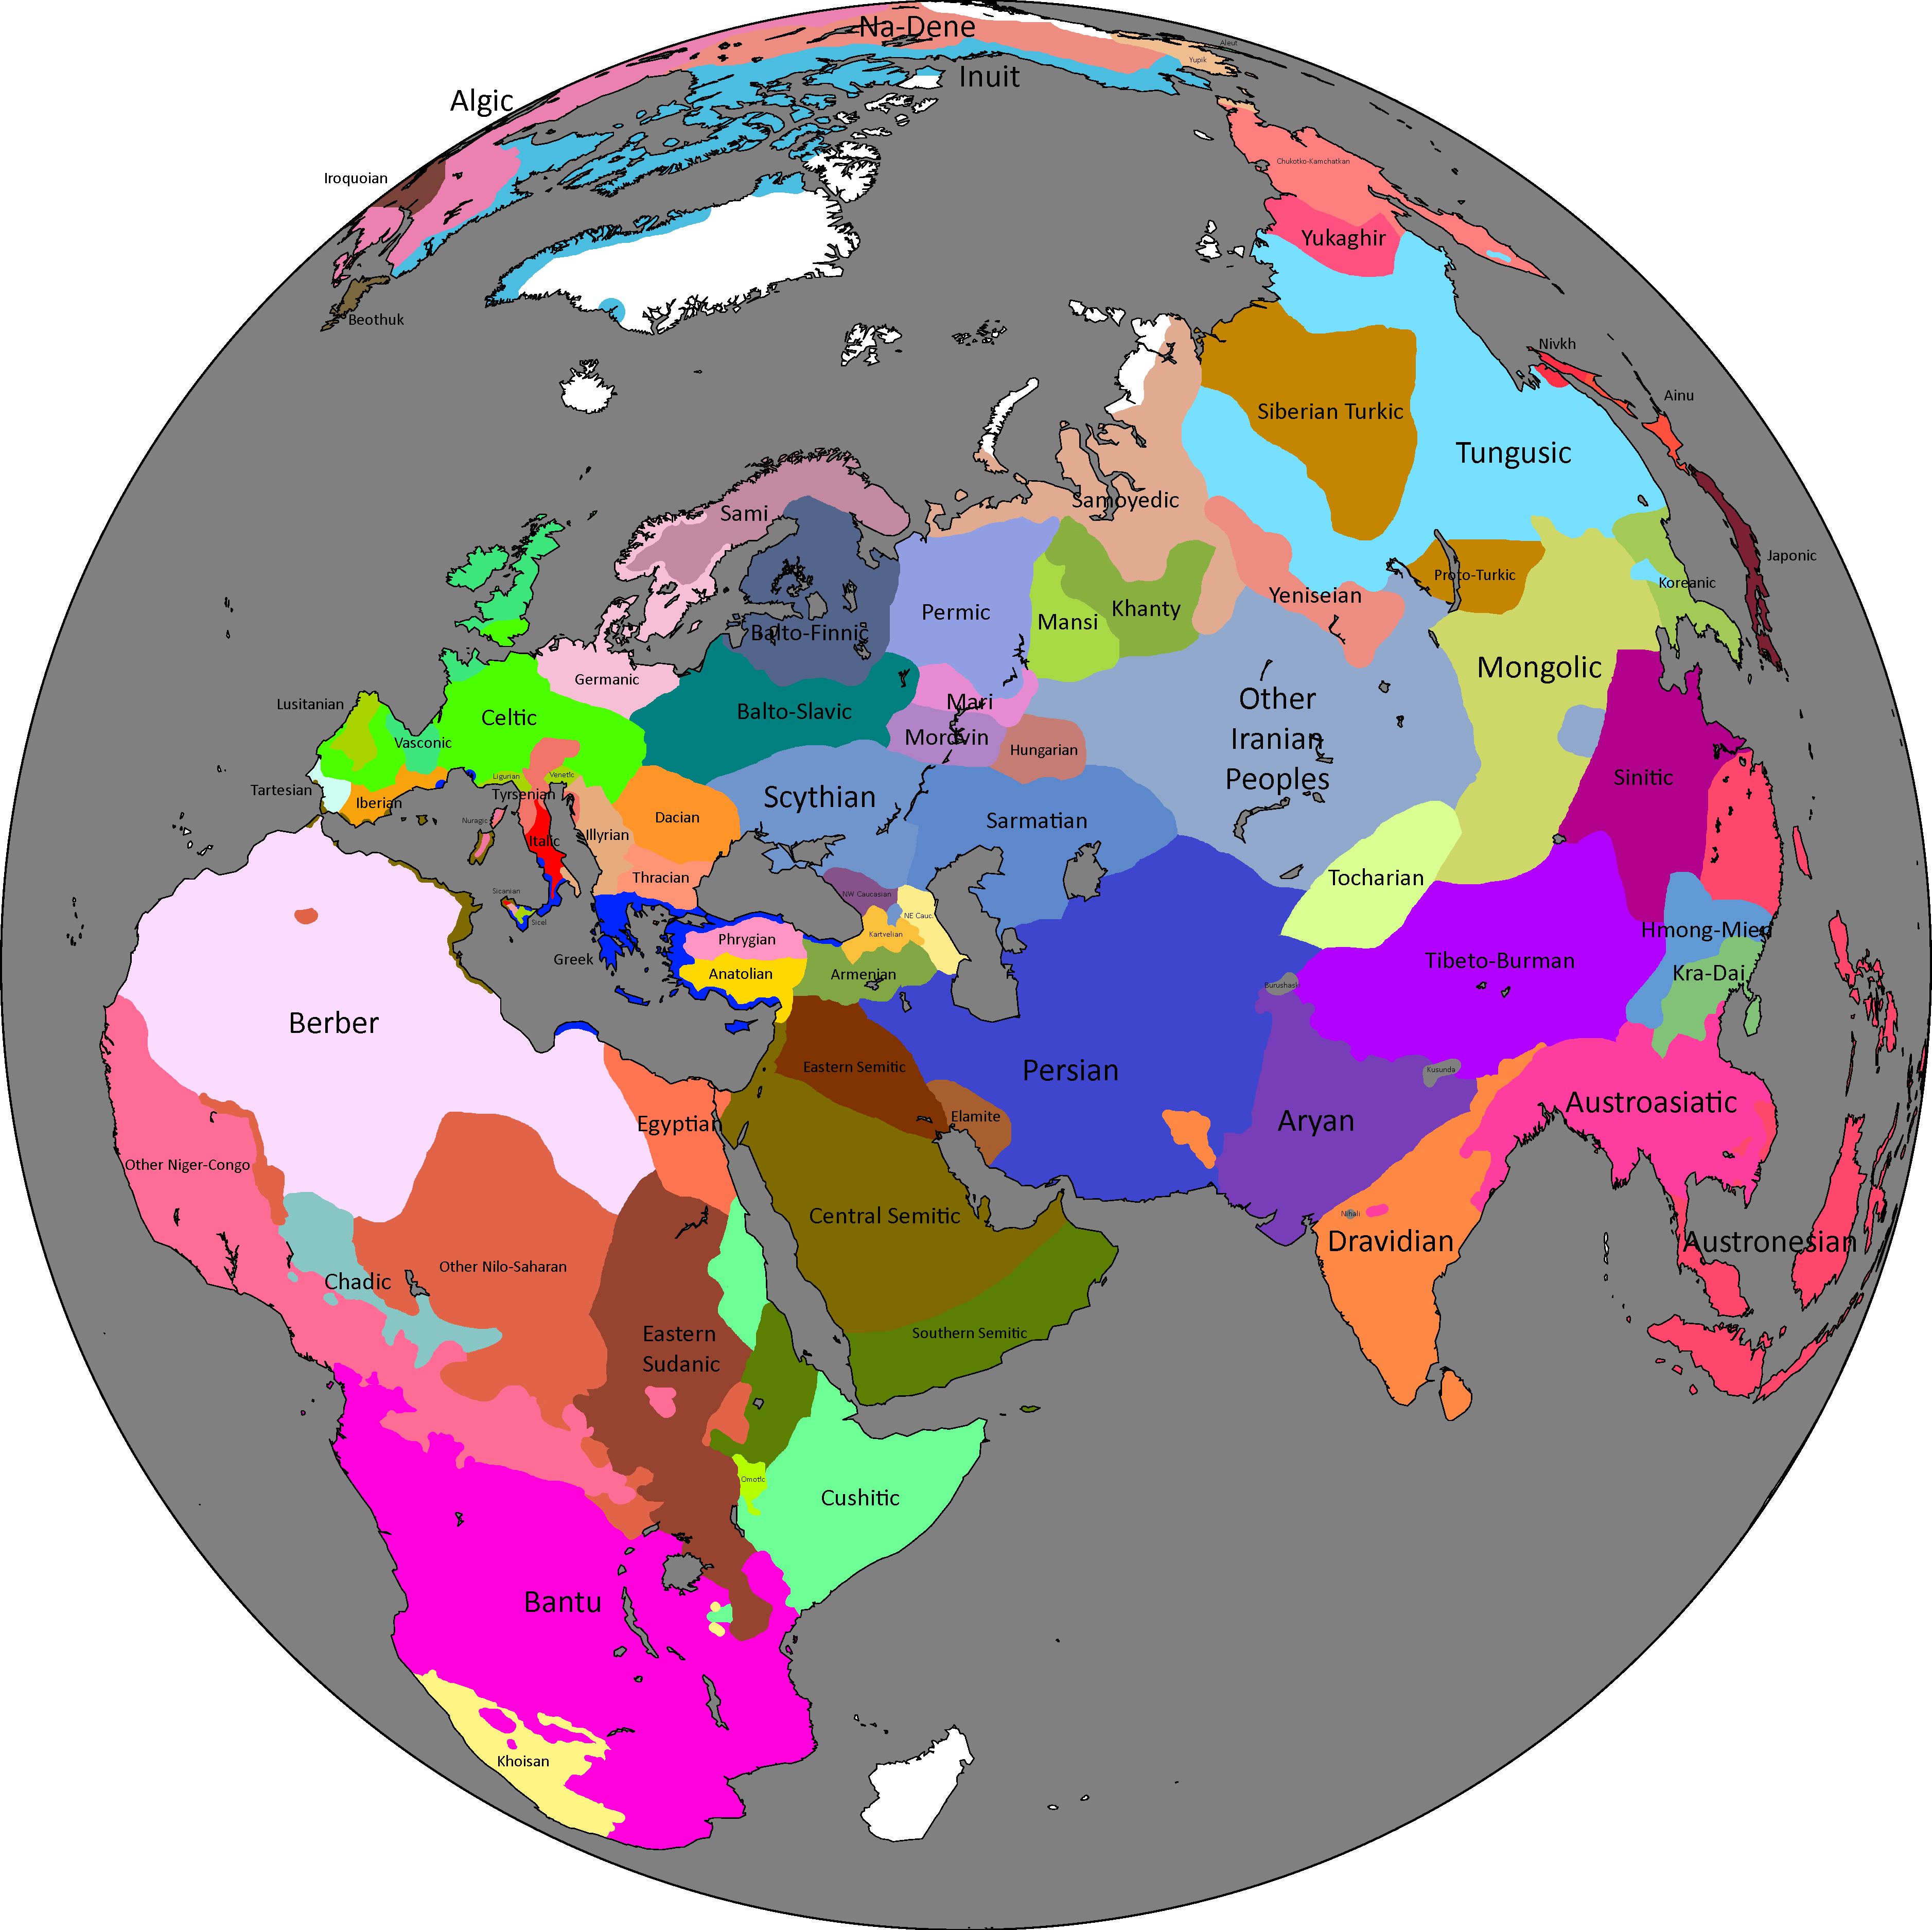 Na-Dene
Aleut
Yupik
Inuit
Algic
Chukotko-Kamchatkan
Iroquoian
Yukaghir
Beothuk
Nivkh
Ainu
Siberian Turkic
Tungusic
Samoyedic
Sami
Japonic
Proto-Turkic
Koreanic
Yeniseian
Khanty
Permic
Mansi
Balto-Finnic
Mongolic
Germanic
Other
Iranian
Peoples
Mari
Lusitanian
Celtic
Balto-Slavic
Mordvin
Vasconic
Hungarian
Ligurian
Venetic
Sinitic
Tartesian
Tyrsenian
Iberian
Scythian
Dacian
Sarmatian
Nuragic
Illyrian
Italic
Thracian
Tocharian
Sicanian
NW Caucasian
NE Cauc.
Sicel
Kartvelian
Hmong-Mien
Phrygian
Greek
Anatolian
Armenian
Tibeto-Burman
Kra-Dai
Burushaski
Berber
Eastern Semitic
Persian
Kusunda
Elamite
Austroasiatic
Egyptian
Aryan
Other Niger-Congo
Central Semitic
Nihali
Dravidian
Austronesian
Other Nilo-Saharan
Chadic
Eastern
Sudanic
Southern Semitic
Omotic
Cushitic
Bantu
Khoisan